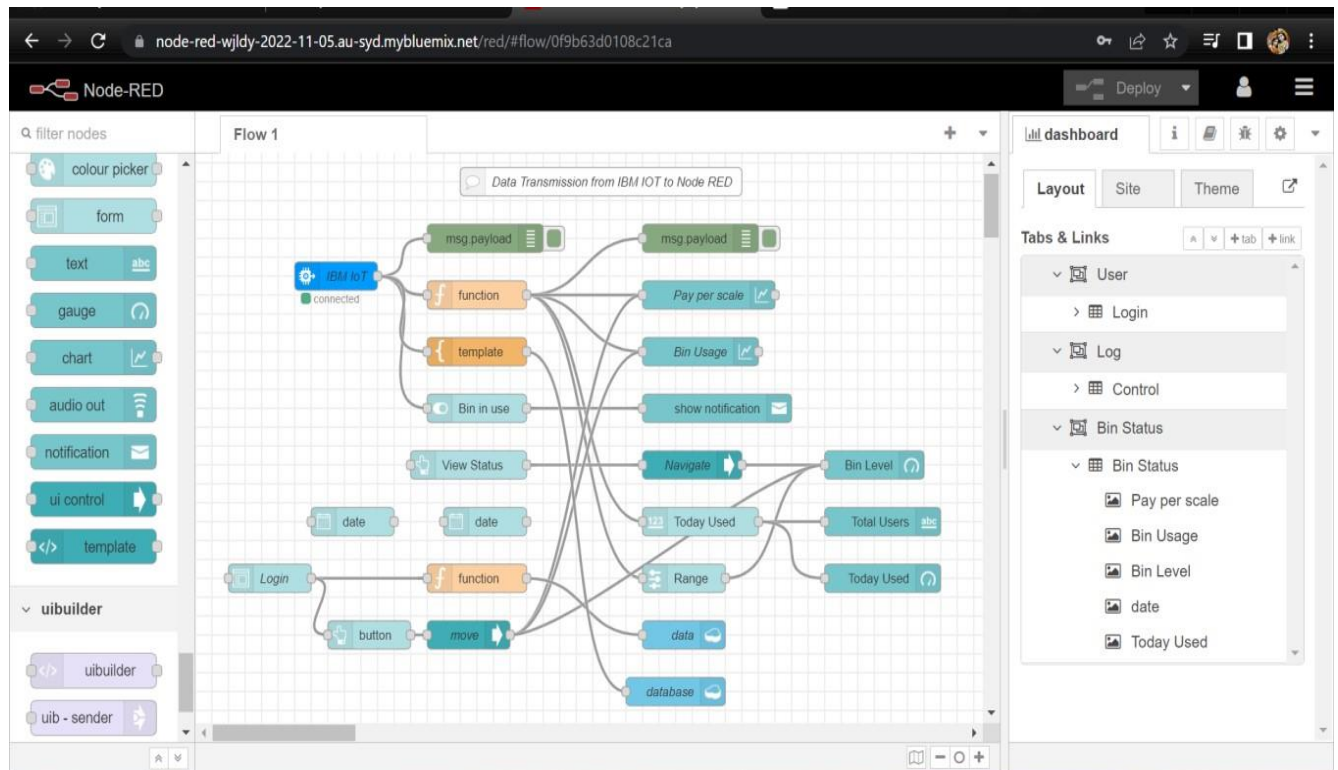 node-red-wjldy-2022-11-05.au-syd.mybluemix.net/red/#flow/0f9b63d0108c21ca
Node-RED
Deploy
filter nodes
colour picker
form
text
abc
gauge
chart
audio out
notification
ui control
template
uibuilder
uibuilder
uib - sender
Flow 1
Data Transmission from IBM IOT to Node RED
msg.payload
msg.payload
IBM IoT
connected
function
Pay per scale
template
Bin Usage
Bin in use
show notification
View Status
Navigate
Bin Level
date
date
123
Today Used
Total Users
abc
Login
function
Range
Today Used
button
move
data
database
dashboard
i
Layout
Site
Theme
Tabs & Links
+tab
+link
User
Login
Log
Control
Bin Status
Bin Status
Pay per scale
Bin Usage
Bin Level
date
Today Used